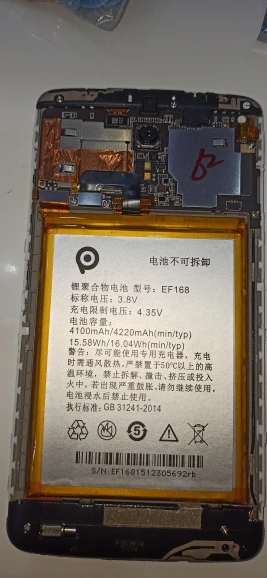 62
电池不可拆卸
锂聚合物电池 型号: EF168
标称电压: 3.8V
充电限制电压: 4.35V
电池容量:
4100mAh/4220mAh(min/typ)
15.58Wh/16.04Wh(min/typ)
警告: 尽可能使用专用充电器, 充电
时需通风散热, 严禁置于50℃以上的高
温环境, 禁止拆解、撞击、挤压或投入
火中。若出现严重膨胀, 请勿继续使用,
电池浸水后禁止使用。
执行标准: GB 31241-2014
5
S/N:EF1681512305692rb